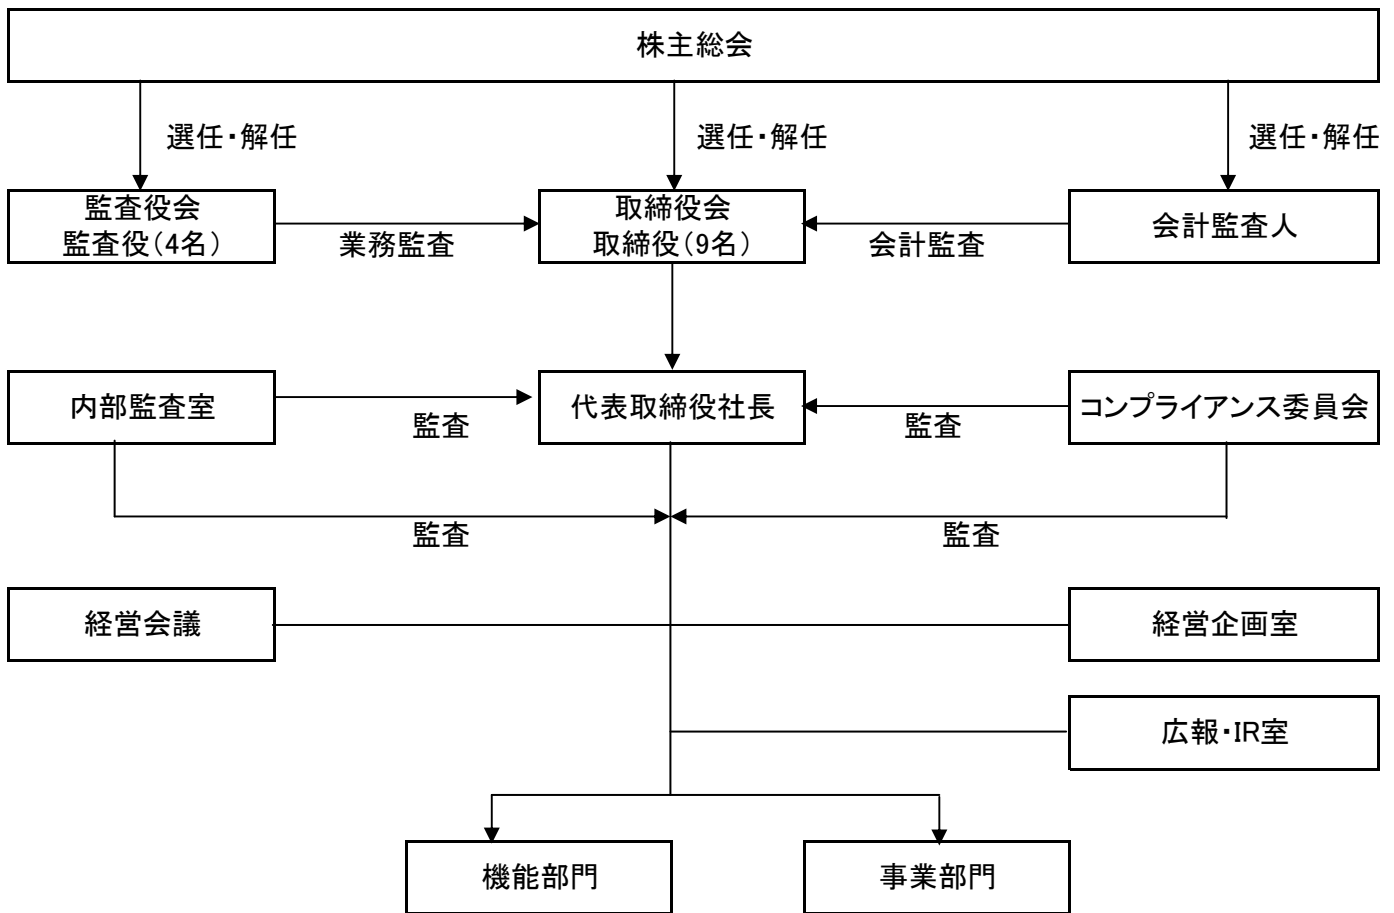 株主総会
選任・解任
選任・解任
選任・解任
監査役会
監査役(4名)
業務監査
取締役会
取締役(9名)
会計監査
会計監査人
内部監査室
監査
代表取締役社長
監査
コンプライアンス委員会
監査
監査
経営会議
経営企画室
広報・IR室
機能部門
事業部門